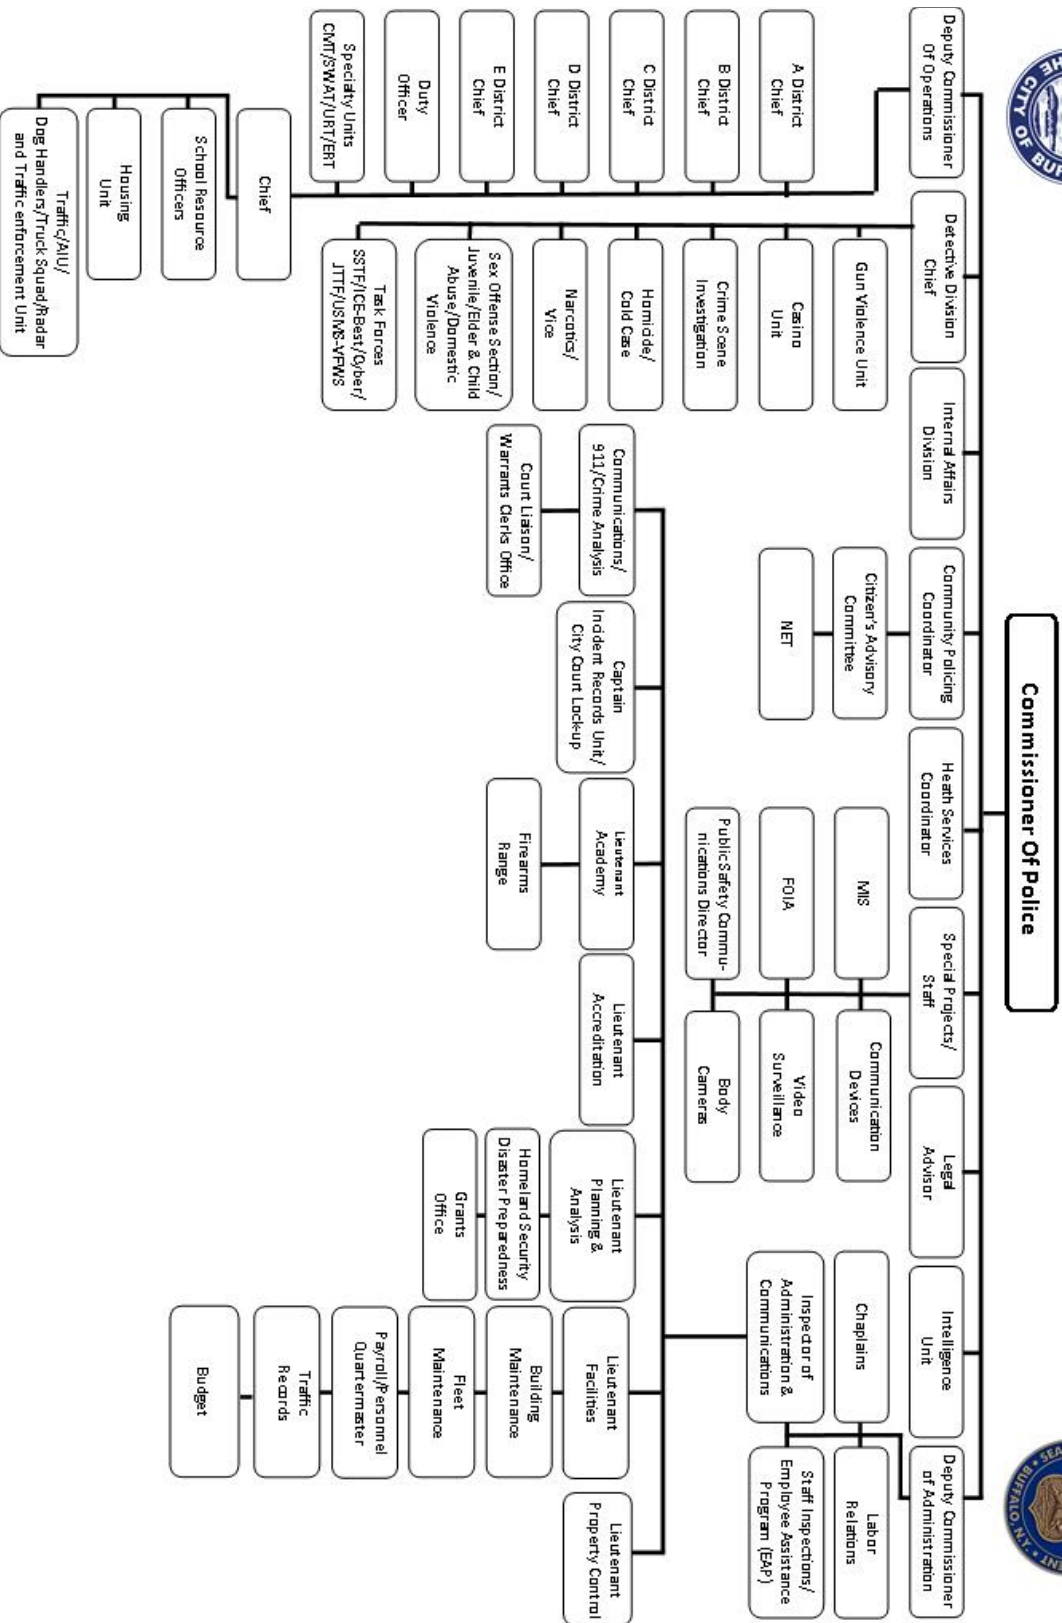 THE CITY OF BUF
Commissioner Of Police
SEA
BUFFALO, N.Y.
Deputy Commissioner
Of Operations
Detective Division
Chief
Internal Affairs
Division
Community Policing
Coordinator
Heath Services
Coordinator
Special Projects/
Staff
Legal
Advisor
Intelligence
Unit
Deputy Commissioner
of Administration
A District
Chief
B District
Chief
C District
Chief
D District
Chief
E District
Chief
Duty
Officer
Specialty Units
CIMT/SWAT/URT/ERT
Chief
School Resource
Officers
Housing
Unit
Traffic/AIU/
Dog Handlers/Truck Squad/Radar
and Traffic enforcement Unit
Gun Violence Unit
Casino
Unit
Crime Scene
Investigation
Homicide/
Cold Case
Narcotics/
Vice
Sex Offense Section/
Juvenile/Elder & Child
Abuse/Domestic
Violence
Task Forces
SSTF/ICE-Best/Cyber/
JTTF/USMS-VFWS
Citizen's Advisory
Committee
NET
MIS
Communication
Devices
FOIA
Video
Surveillance
Public Safety Commu-
nications Director
Body
Cameras
Chaplains
Labor
Relations
Inspector of
Administration &
Communications
Staff Inspections/
Employee Assistance
Program (EAP)
Communications/
911/Crime Analysis
Court Liaison/
Warrants Clerks Office
Captain
Incident Records Unit/
City Court Lock-up
Lieutenant
Academy
Firearms
Range
Lieutenant
Accreditation
Lieutenant
Planning &
Analysis
Homeland Security
Disaster Preparedness
Grants
Office
Lieutenant
Facilities
Building
Maintenance
Fleet
Maintenance
Payroll/Personnel
Quartermaster
Traffic
Records
Budget
Lieutenant
Property Control